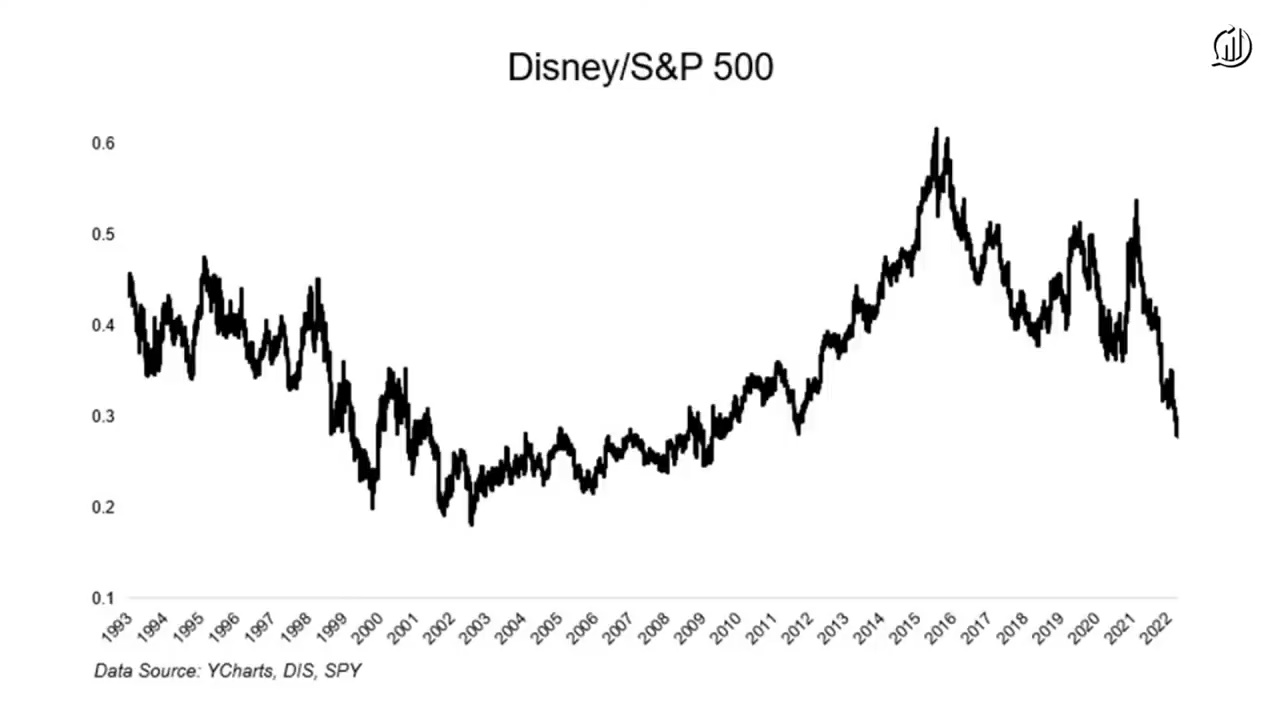 Disney/S&P 500
0.6
0.5
0.4
0.3
0.2
0.1
1993 1994 1995 1996 1997 1998 1999 2000 2001 2002 2003 2004 2005 2006 2007 2008 2009 2010 2011 2012 2013 2014 2015 2016 2017 2018 2019 2020 2021 2022
Data Source: YCharts, DIS, SPY